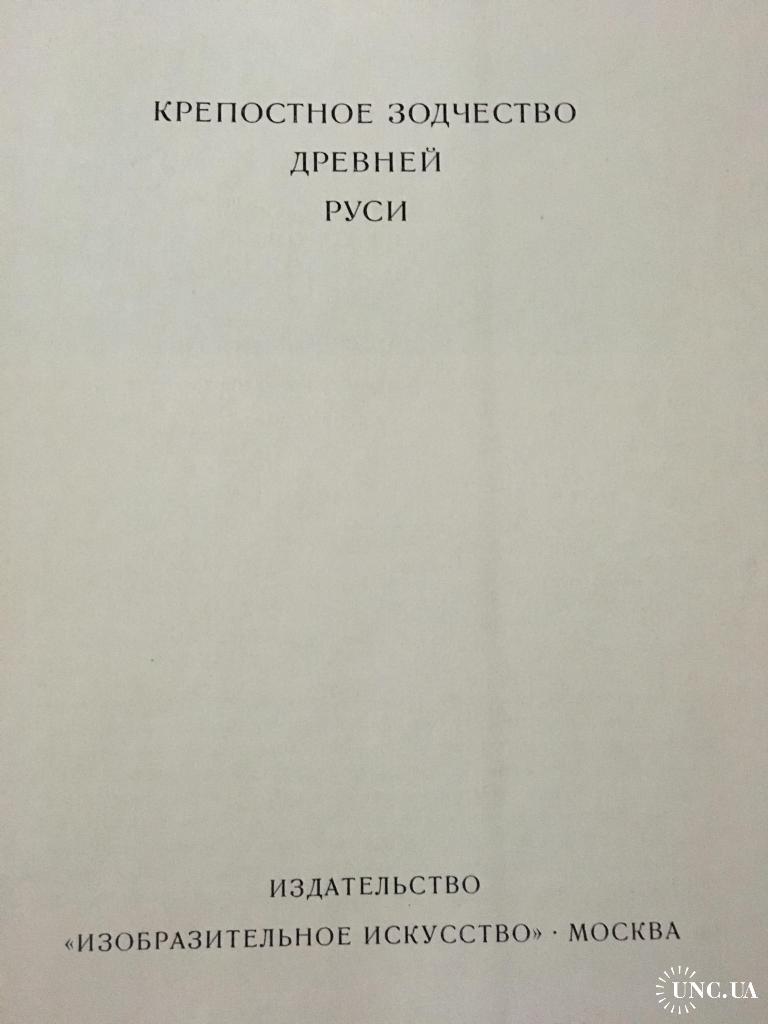 КРЕПОСТНОЕ ЗОДЧЕСТВО
ДРЕВНЕЙ
РУСИ
ИЗДАТЕЛЬСТВО
«ИЗОБРАЗИТЕЛЬНОЕ ИСКУССТВО» · МОСКВА
UNC.UA